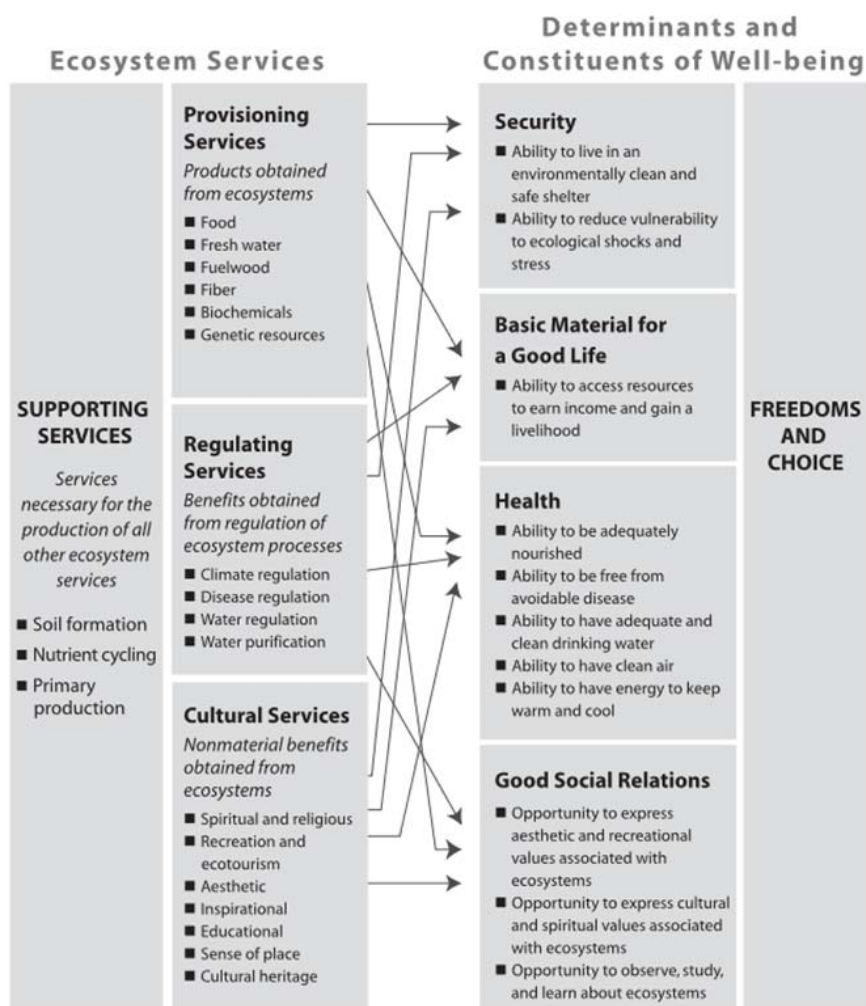 Ecosystem Services
Determinants and
Constituents of Well-being
SUPPORTING
SERVICES
Services
necessary for the
production of all
other ecosystem
services
■ Soil formation
■ Nutrient cycling
■ Primary
production
Provisioning
Services
Products obtained
from ecosystems
■ Food
■ Fresh water
■ Fuelwood
■ Fiber
■ Biochemicals
■ Genetic resources
Regulating
Services
Benefits obtained
from regulation of
ecosystem processes
■ Climate regulation
■ Disease regulation
■ Water regulation
■ Water purification
Cultural Services
Nonmaterial benefits
obtained from
ecosystems
■ Spiritual and religious
■ Recreation and
ecotourism
■ Aesthetic
■ Inspirational
■ Educational
■ Sense of place
■ Cultural heritage
Security
■ Ability to live in an
environmentally clean and
safe shelter
■ Ability to reduce vulnerability
to ecological shocks and
stress
Basic Material for
a Good Life
■ Ability to access resources
to earn income and gain a
livelihood
Health
■ Ability to be adequately
nourished
■ Ability to be free from
avoidable disease
■ Ability to have adequate and
clean drinking water
■ Ability to have clean air
■ Ability to have energy to keep
warm and cool
Good Social Relations
■ Opportunity to express
aesthetic and recreational
values associated with
ecosystems
■ Opportunity to express cultural
and spiritual values associated
with ecosystems
■ Opportunity to observe, study,
and learn about ecosystems
FREEDOMS
AND
CHOICE